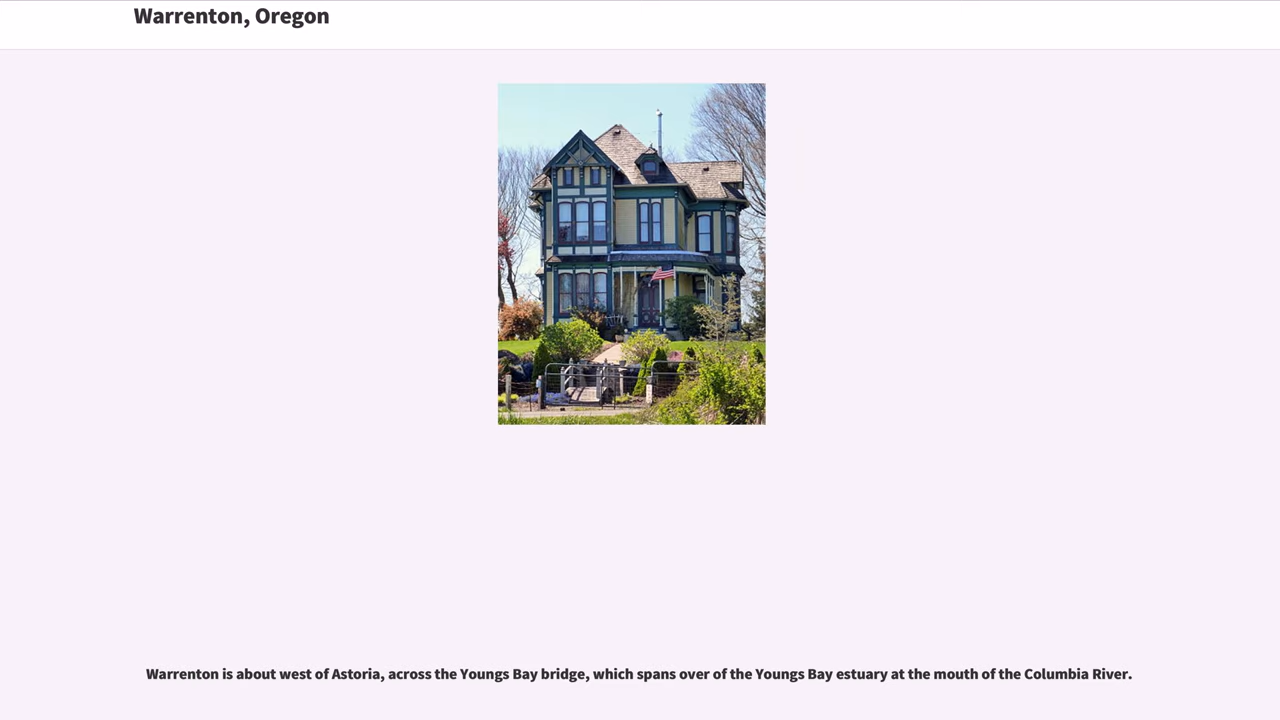 Warrenton, Oregon
Warrenton is about west of Astoria, across the Youngs Bay bridge, which spans over of the Youngs Bay estuary at the mouth of the Columbia River.